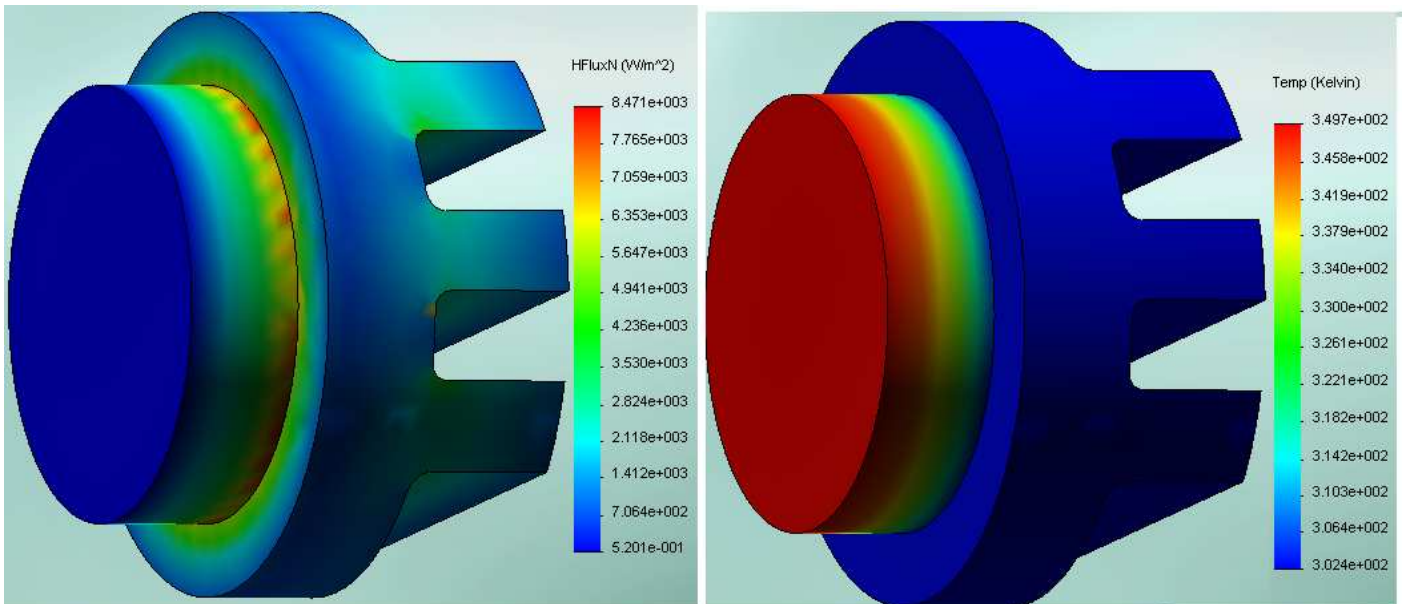 HFluxN (W/m^2)
8.471e+003
7.765e+003
7.059e+003
6.353e+003
5.647e+003
4.941e+003
4.236e+003
3.530e+003
2.824e+003
2.118e+003
1.412e+003
7.064e+002
5.201e-001
Temp (Kelvin)
3.497e+002
3.458e+002
3.419e+002
3.379e+002
3.340e+002
3.300e+002
3.261e+002
3.221e+002
3.182e+002
3.142e+002
3.103e+002
3.064e+002
3.024e+002